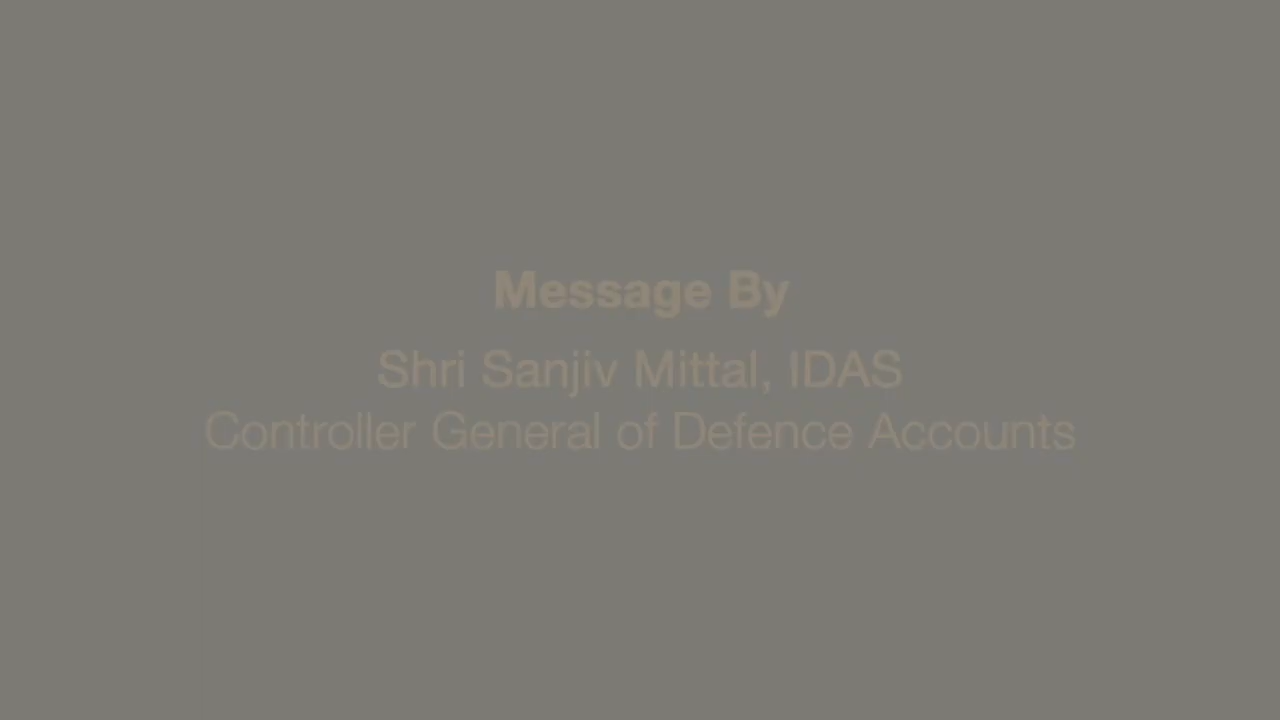 Message By
Shri Sanjiv Mittal, IDAS
Controller General of Defence Accounts